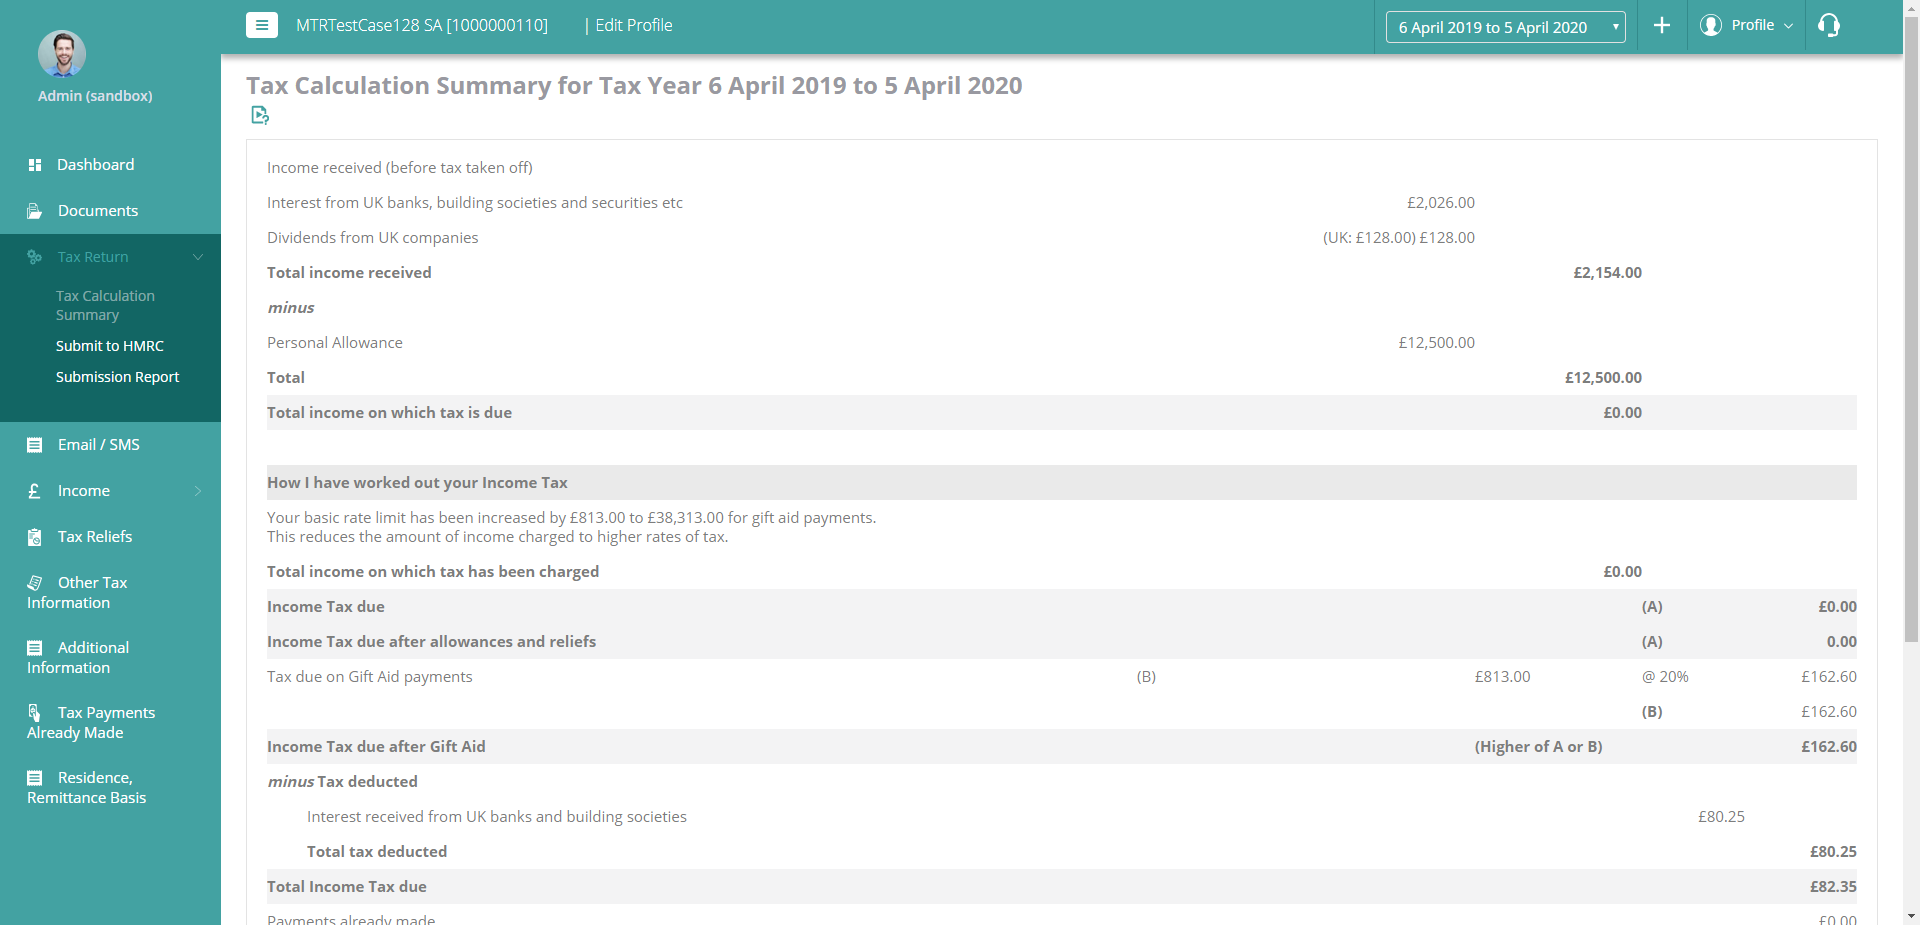 MTRTestCase128 SA [1000000110] | Edit Profile
6 April 2019 to 5 April 2020
Profile
Admin (sandbox)
Dashboard
Documents
Tax Return
Tax Calculation
Summary
Submit to HMRC
Submission Report
Email / SMS
Income
Tax Reliefs
Other Tax
Information
Additional
Information
Tax Payments
Already Made
Residence,
Remittance Basis
Tax Calculation Summary for Tax Year 6 April 2019 to 5 April 2020
Income received (before tax taken off)
Interest from UK banks, building societies and securities etc £2,026.00
Dividends from UK companies (UK: £128.00) £128.00
Total income received £2,154.00
minus
Personal Allowance £12,500.00
Total £12,500.00
Total income on which tax is due £0.00
How I have worked out your Income Tax
Your basic rate limit has been increased by £813.00 to £38,313.00 for gift aid payments.
This reduces the amount of income charged to higher rates of tax.
Total income on which tax has been charged £0.00
Income Tax due (A) £0.00
Income Tax due after allowances and reliefs (A) 0.00
Tax due on Gift Aid payments (B) £813.00 @ 20% £162.60
(B) £162.60
Income Tax due after Gift Aid (Higher of A or B) £162.60
minus Tax deducted
Interest received from UK banks and building societies £80.25
Total tax deducted £80.25
Total Income Tax due £82.35
Payments already made £0.00